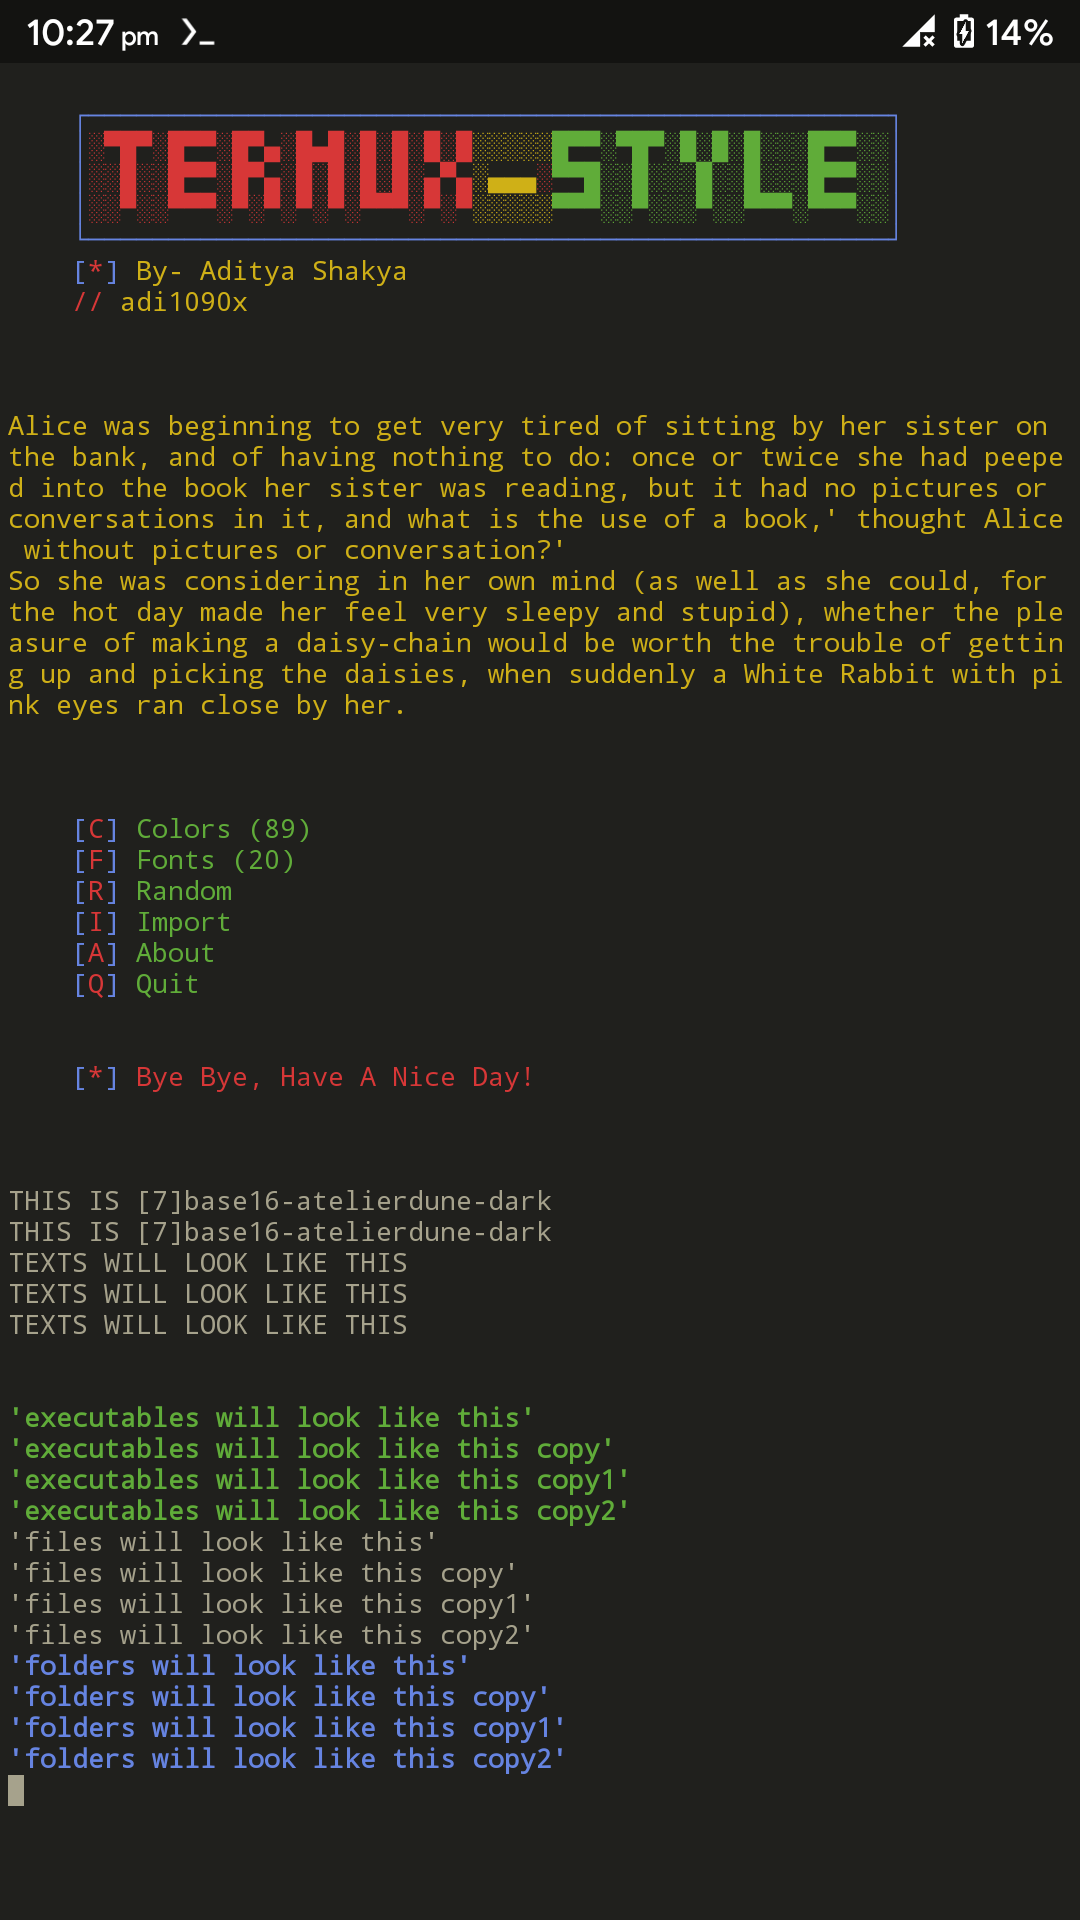 10:27 pm 14%
TERMUX-STYLE
[*] By- Aditya Shakya
// adi1090x
Alice was beginning to get very tired of sitting by her sister on
the bank, and of having nothing to do: once or twice she had peepe
d into the book her sister was reading, but it had no pictures or
conversations in it, and what is the use of a book,' thought Alice
without pictures or conversation?'
So she was considering in her own mind (as well as she could, for
the hot day made her feel very sleepy and stupid), whether the ple
asure of making a daisy-chain would be worth the trouble of gettin
g up and picking the daisies, when suddenly a White Rabbit with pi
nk eyes ran close by her.
[C] Colors (89)
[F] Fonts (20)
[R] Random
[I] Import
[A] About
[Q] Quit
[*] Bye Bye, Have A Nice Day!
THIS IS [7]base16-atelierdune-dark
THIS IS [7]base16-atelierdune-dark
TEXTS WILL LOOK LIKE THIS
TEXTS WILL LOOK LIKE THIS
TEXTS WILL LOOK LIKE THIS
'executables will look like this'
'executables will look like this copy'
'executables will look like this copy1'
'executables will look like this copy2'
'files will look like this'
'files will look like this copy'
'files will look like this copy1'
'files will look like this copy2'
'folders will look like this'
'folders will look like this copy'
'folders will look like this copy1'
'folders will look like this copy2'